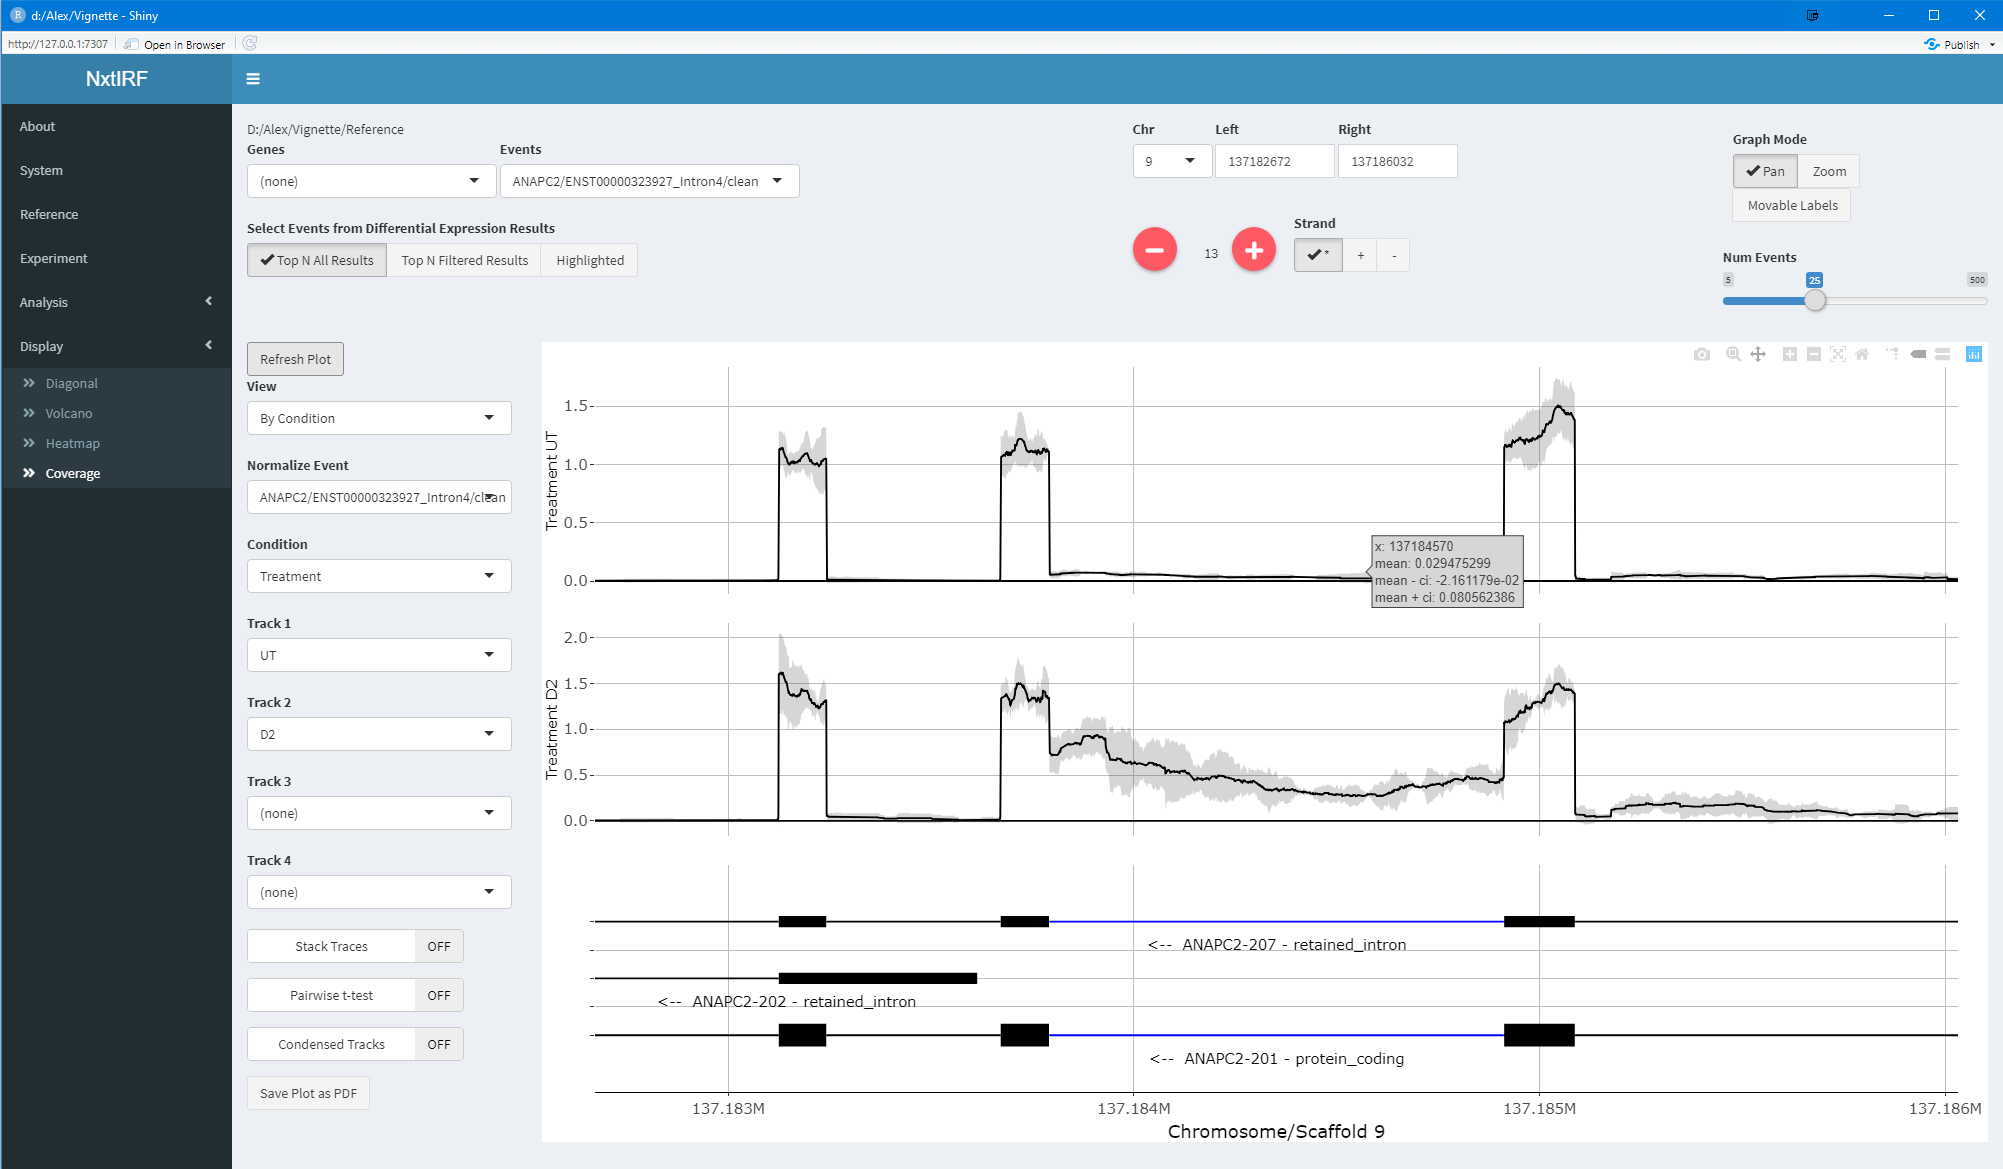 d:/Alex/Vignette - Shiny
http://127.0.0.1:7307 Open in Browser Publish
NxtIRF
About
System
Reference
Experiment
Analysis
Display
Diagonal
Volcano
Heatmap
Coverage
D:/Alex/Vignette/Reference
Genes Events
(none) ANAPC2/ENST00000323927_Intron4/clean
Select Events from Differential Expression Results
Top N All Results Top N Filtered Results Highlighted
Chr Left Right
9 137182672 137186032
13
Strand
* + -
Graph Mode
Pan Zoom
Movable Labels
Num Events
5 25 500
Refresh Plot
View
By Condition
Normalize Event
ANAPC2/ENST00000323927_Intron4/clean
Condition
Treatment
Track 1
UT
Track 2
D2
Track 3
(none)
Track 4
(none)
Stack Traces OFF
Pairwise t-test OFF
Condensed Tracks OFF
Save Plot as PDF
Treatment UT
1.5
1.0
0.5
0.0
x: 137184570
mean: 0.029475299
mean - ci: -2.161179e-02
mean + ci: 0.080562386
Treatment D2
2.0
1.5
1.0
0.5
0.0
<-- ANAPC2-207 - retained_intron
<-- ANAPC2-202 - retained_intron
<-- ANAPC2-201 - protein_coding
137.183M 137.184M 137.185M 137.186M
Chromosome/Scaffold 9